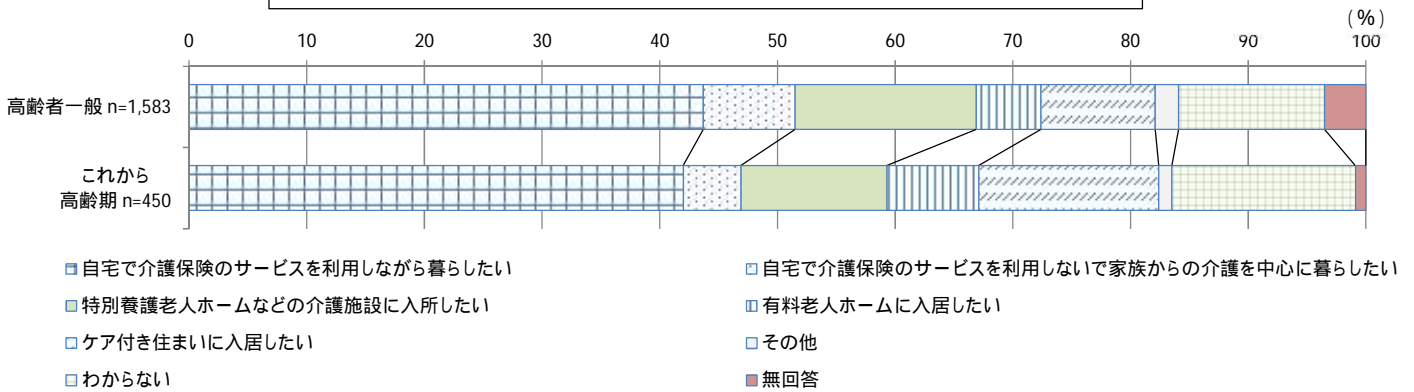 (%)
0 10 20 30 40 50 60 70 80 90 100
高齢者一般 n=1,583
これから
高齢期 n=450
自宅で介護保険のサービスを利用しながら暮らしたい
自宅で介護保険のサービスを利用しないで家族からの介護を中心に暮らしたい
特別養護老人ホームなどの介護施設に入所したい
有料老人ホームに入居したい
ケア付き住まいに入居したい
その他
わからない
無回答